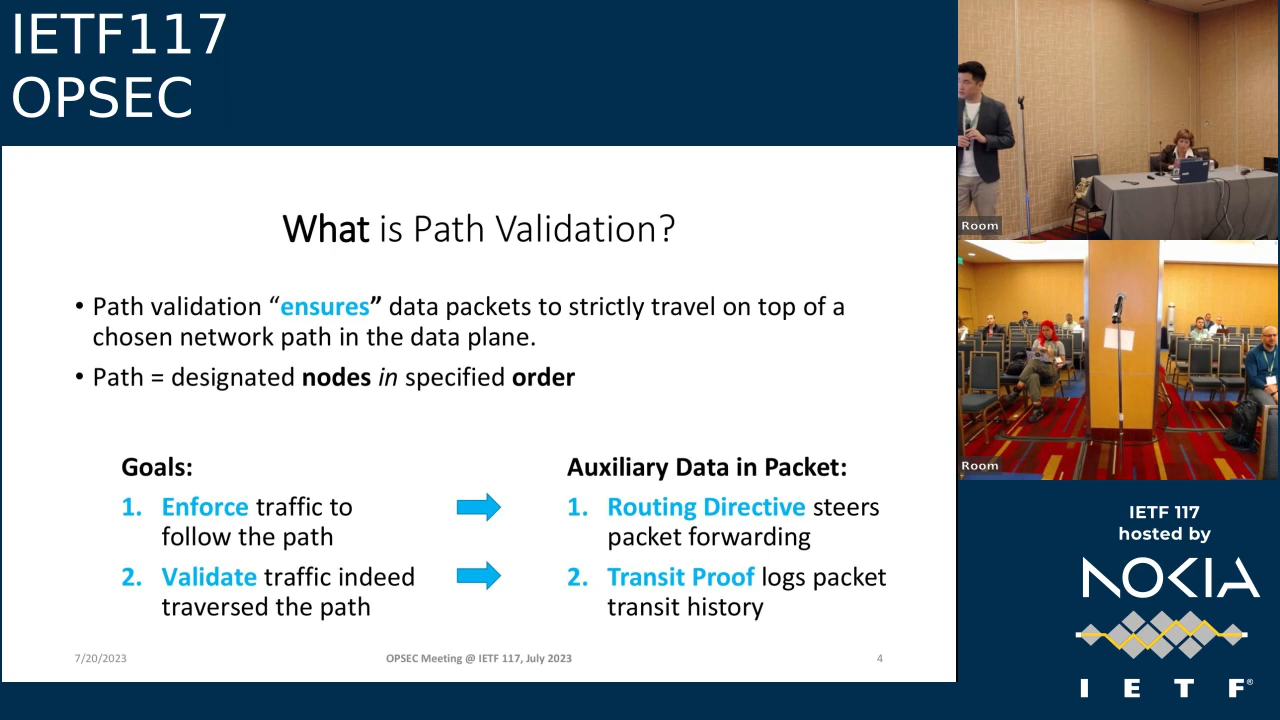 IETF117
OPSEC
What is Path Validation?
• Path validation “ensures” data packets to strictly travel on top of a
chosen network path in the data plane.
• Path = designated nodes in specified order
Goals:
1. Enforce traffic to
follow the path
2. Validate traffic indeed
traversed the path
Auxiliary Data in Packet:
1. Routing Directive steers
packet forwarding
2. Transit Proof logs packet
transit history
7/20/2023
OPSEC Meeting @ IETF 117, July 2023
4
Room
Room
IETF 117
hosted by
NOKIA
I E T F®